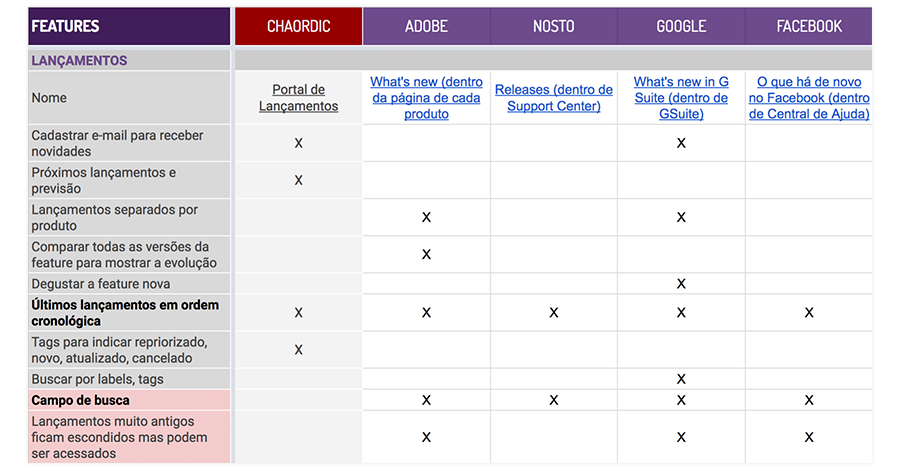 FEATURES CHAORDIC ADOBE NOSTO GOOGLE FACEBOOK
LANÇAMENTOS
Nome
Portal de
Lançamentos
What's new (dentro
da página de cada
produto
Releases (dentro de
Support Center)
What's new in G
Suite (dentro de
GSuite)
O que há de novo
no Facebook (dentro
de Central de Ajuda)
Cadastrar e-mail para receber
novidades
X X
Próximos lançamentos e
previsão
X
Lançamentos separados por
produto
X X
Comparar todas as versões da
feature para mostrar a evolução
X
Degustar a feature nova
X
Últimos lançamentos em ordem
cronológica
X X X X X
Tags para indicar repriorizado,
novo, atualizado, cancelado
X
Buscar por labels, tags
X
Campo de busca
X X X X
Lançamentos muito antigos
ficam escondidos mas podem
ser acessados
X X X